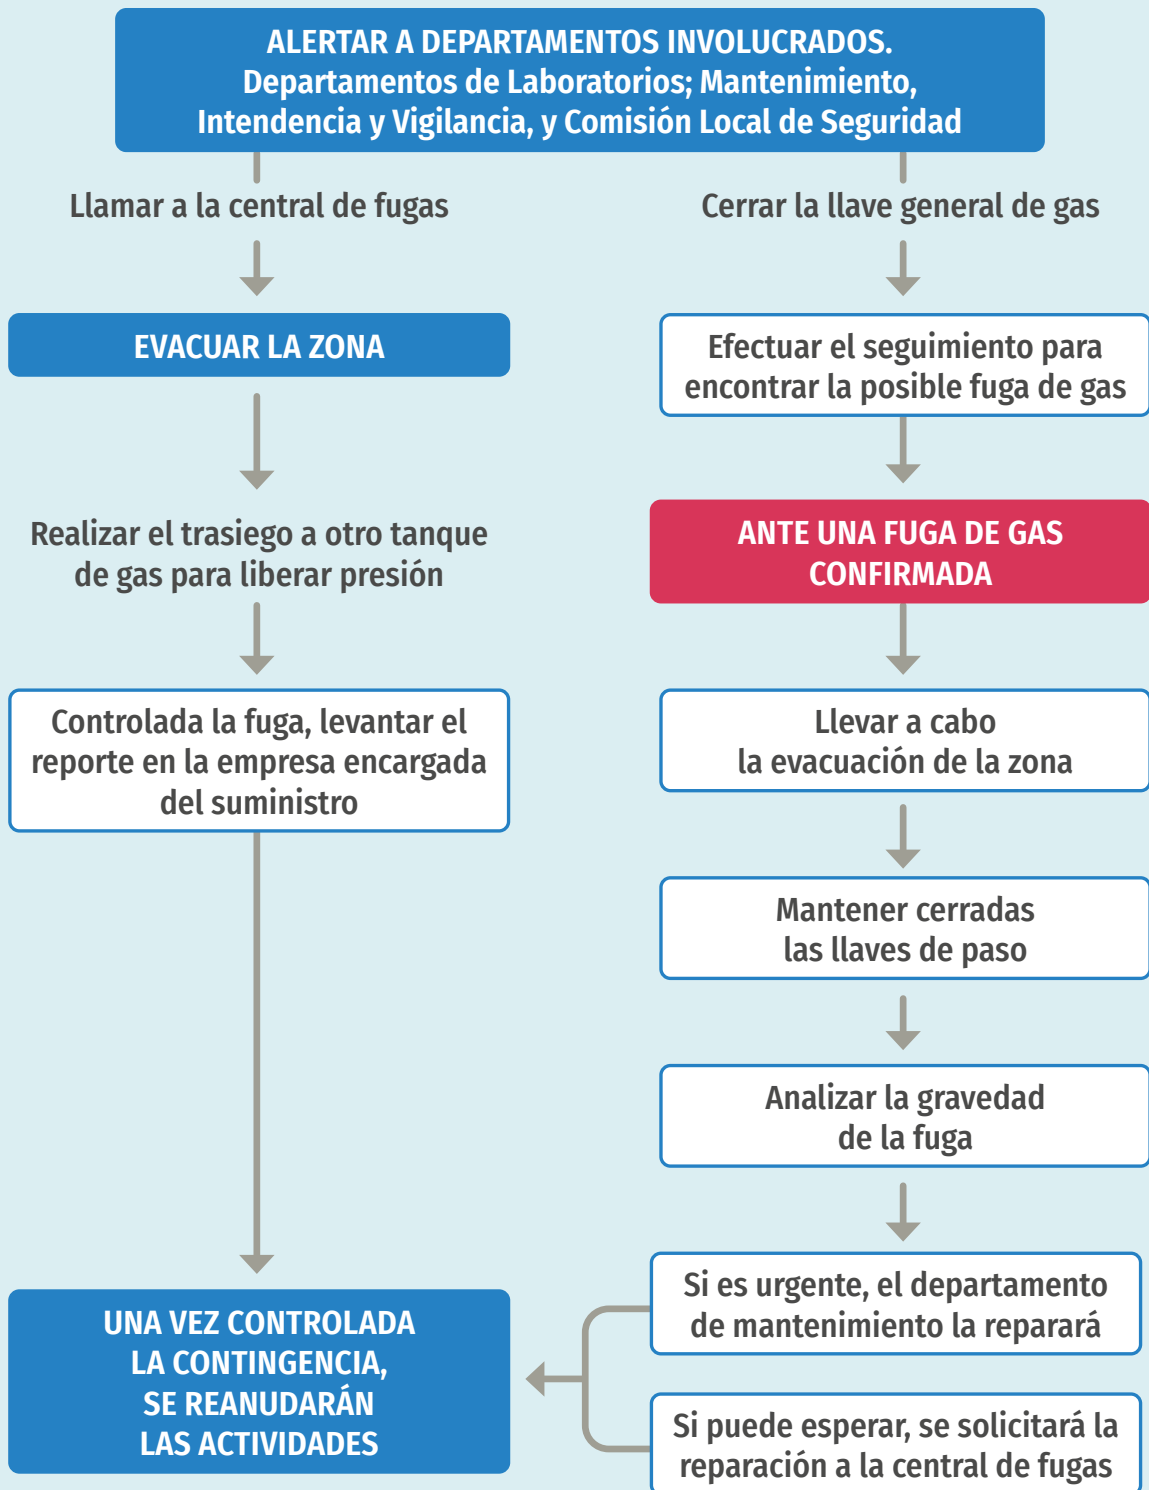 ALERTAR A DEPARTAMENTOS INVOLUCRADOS.
Departamentos de Laboratorios; Mantenimiento,
Intendencia y Vigilancia, y Comisión Local de Seguridad
Llamar a la central de fugas
EVACUAR LA ZONA
Realizar el trasiego a otro tanque
de gas para liberar presión
Controlada la fuga, levantar el
reporte en la empresa encargada
del suministro
Cerrar la llave general de gas
Efectuar el seguimiento para
encontrar la posible fuga de gas
ANTE UNA FUGA DE GAS
CONFIRMADA
Llevar a cabo
la evacuación de la zona
Mantener cerradas
las llaves de paso
Analizar la gravedad
de la fuga
Si es urgente, el departamento
de mantenimiento la reparará
Si puede esperar, se solicitará la
reparación a la central de fugas
UNA VEZ CONTROLADA
LA CONTINGENCIA,
SE REANUDARÁN
LAS ACTIVIDADES